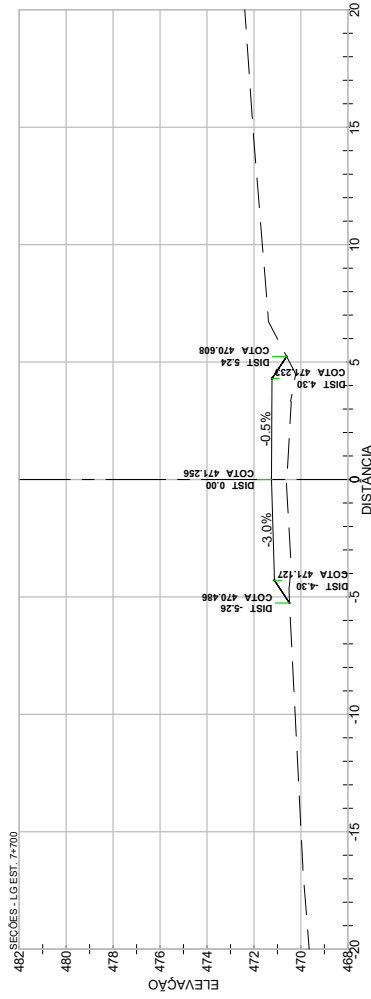 SEÇÕES - LG EST. 7+700
482
480
478
476
474
472
470
468
ELEVAÇÃO
-20
-15
-10
-5
0
5
10
15
20
DISTÂNCIA
DIST -5.26
COTA 470.486
DIST -4.30
COTA 471.127
-3.0%
DIST 0.00
COTA 471.256
-0.5%
DIST 4.30
COTA 471.233
DIST 5.24
COTA 470.608